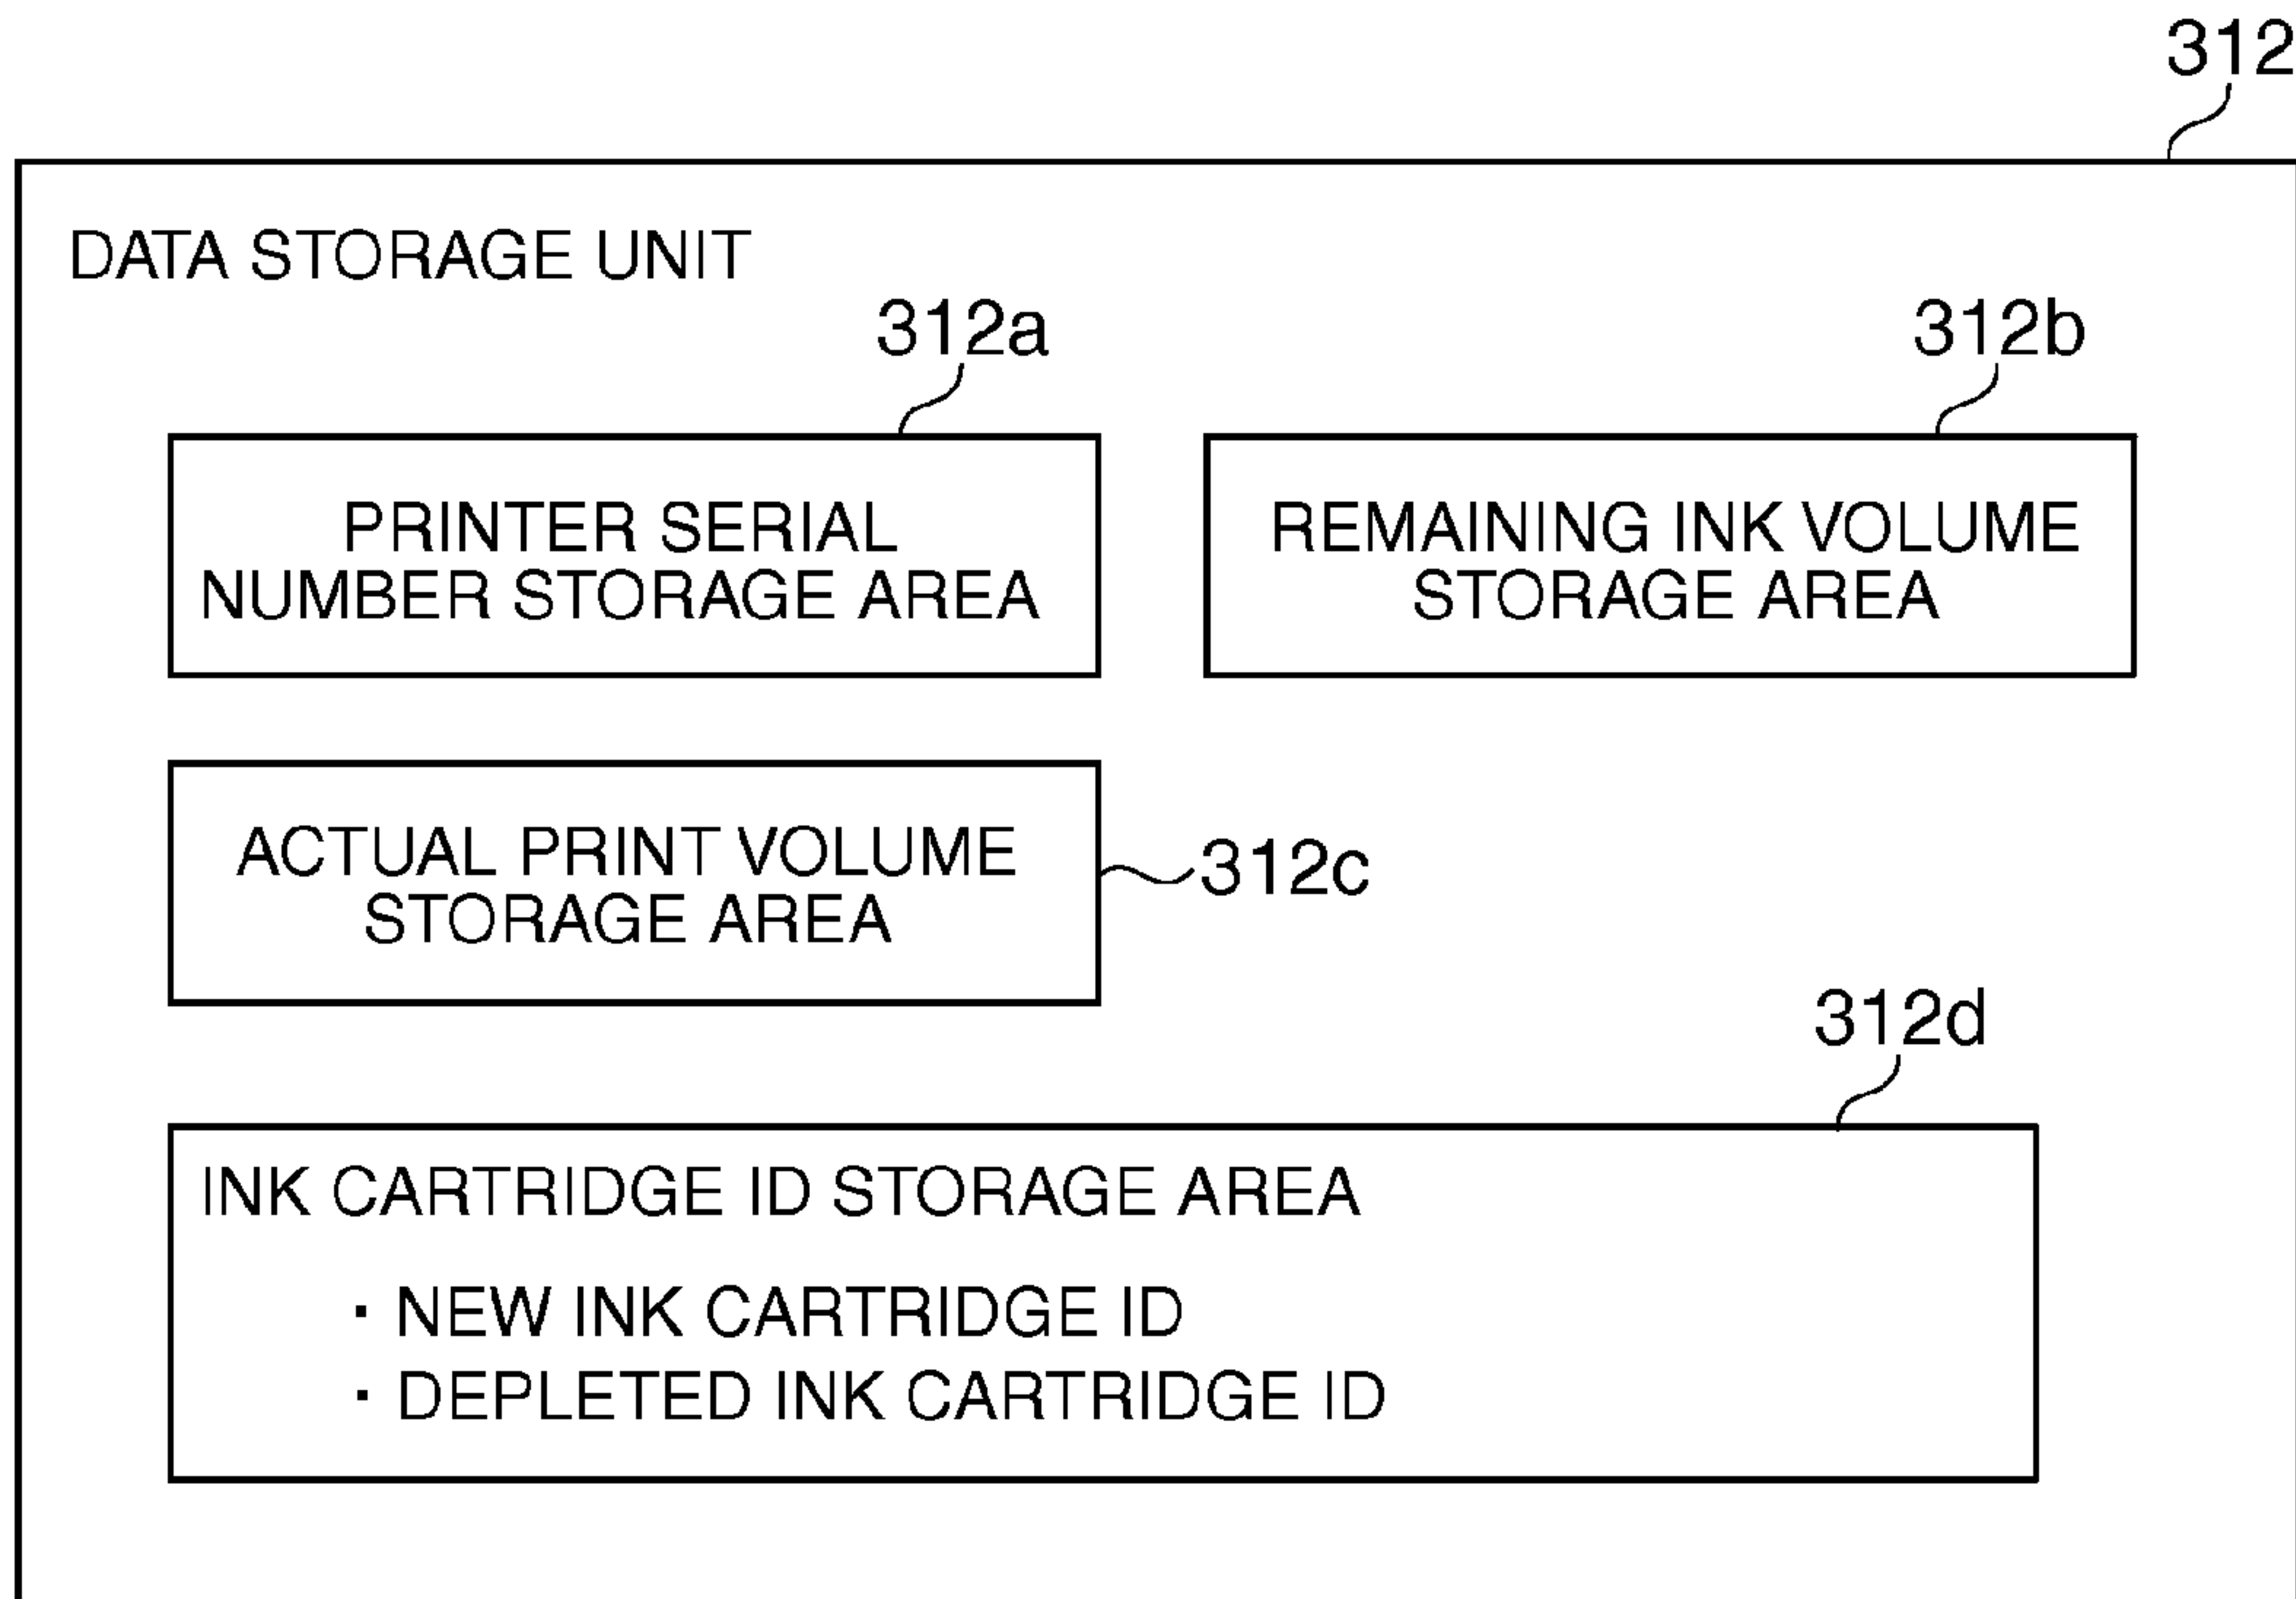 312
DATA STORAGE UNIT
312a
312b
PRINTER SERIAL
NUMBER STORAGE AREA
REMAINING INK VOLUME
STORAGE AREA
ACTUAL PRINT VOLUME
STORAGE AREA
312c
312d
INK CARTRIDGE ID STORAGE AREA
· NEW INK CARTRIDGE ID
· DEPLETED INK CARTRIDGE ID